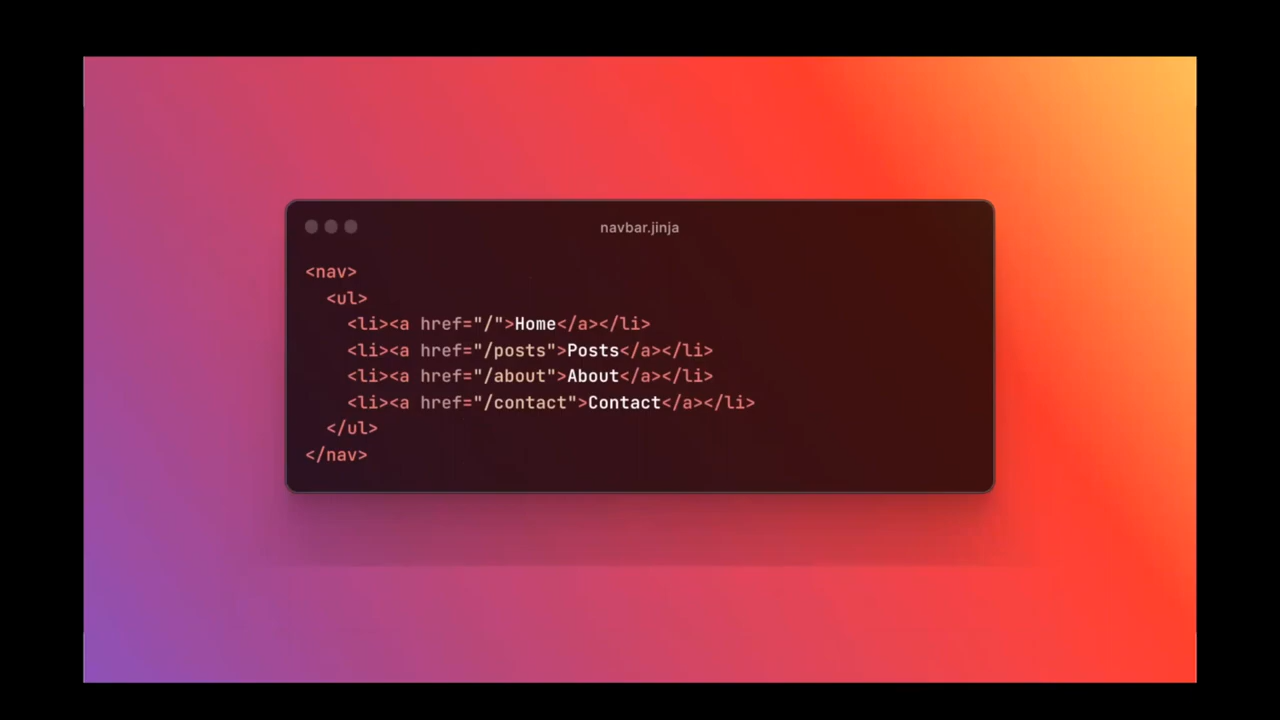 navbar.jinja
<nav>
  <ul>
    <li><a href="/">Home</a></li>
    <li><a href="/posts">Posts</a></li>
    <li><a href="/about">About</a></li>
    <li><a href="/contact">Contact</a></li>
  </ul>
</nav>